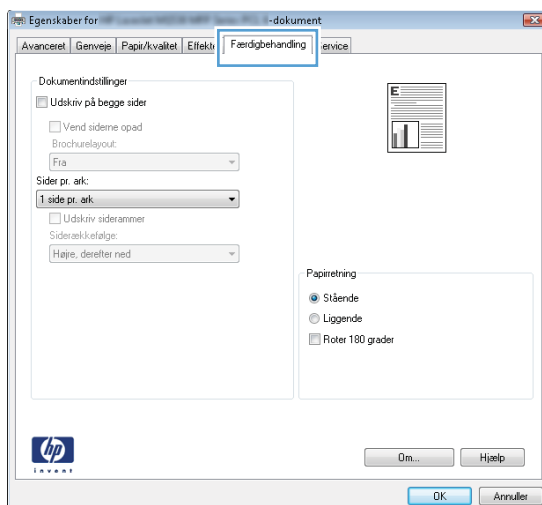 Egenskaber for -dokument
Avanceret Genveje Papir/kvalitet Effekte Færdigbehandling ervice
Dokumentindstillinger
Udskriv på begge sider
Vend siderne opad
Brochurelayout:
Fra
Sider pr. ark:
1 side pr. ark
Udskriv siderammer
Siderækkefølge:
Højre, derefter ned
E
Papirretning
Stående
Liggende
Roter 180 grader
hp
invent
Om... Hjælp
OK Annuller